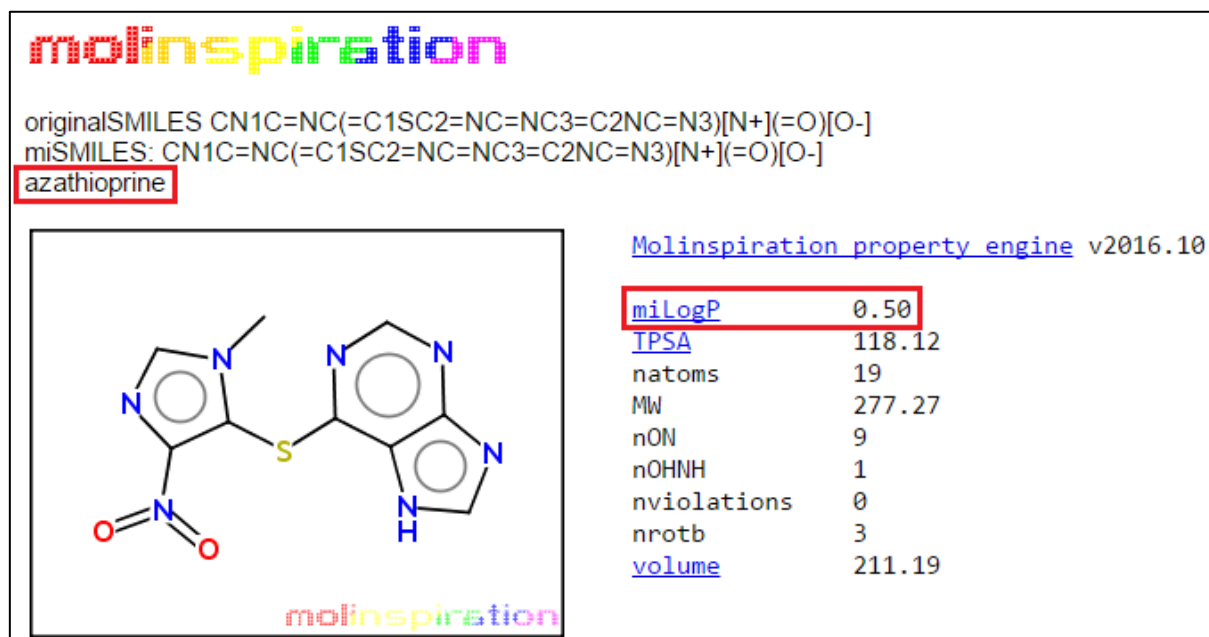 molinspiration
originalSMILES CN1C=NC(=C1SC2=NC=NC3=C2NC=N3)[N+](=O)[O-]
miSMILES: CN1C=NC(=C1SC2=NC=NC3=C2NC=N3)[N+](=O)[O-]
azathioprine
N
N
N
S
N
O
O
N
N
N
N
H
molinspiration
Molinspiration property engine v2016.10
miLogP 0.50
TPSA 118.12
natoms 19
MW 277.27
nON 9
nOHNH 1
nviolations 0
nrotb 3
volume 211.19